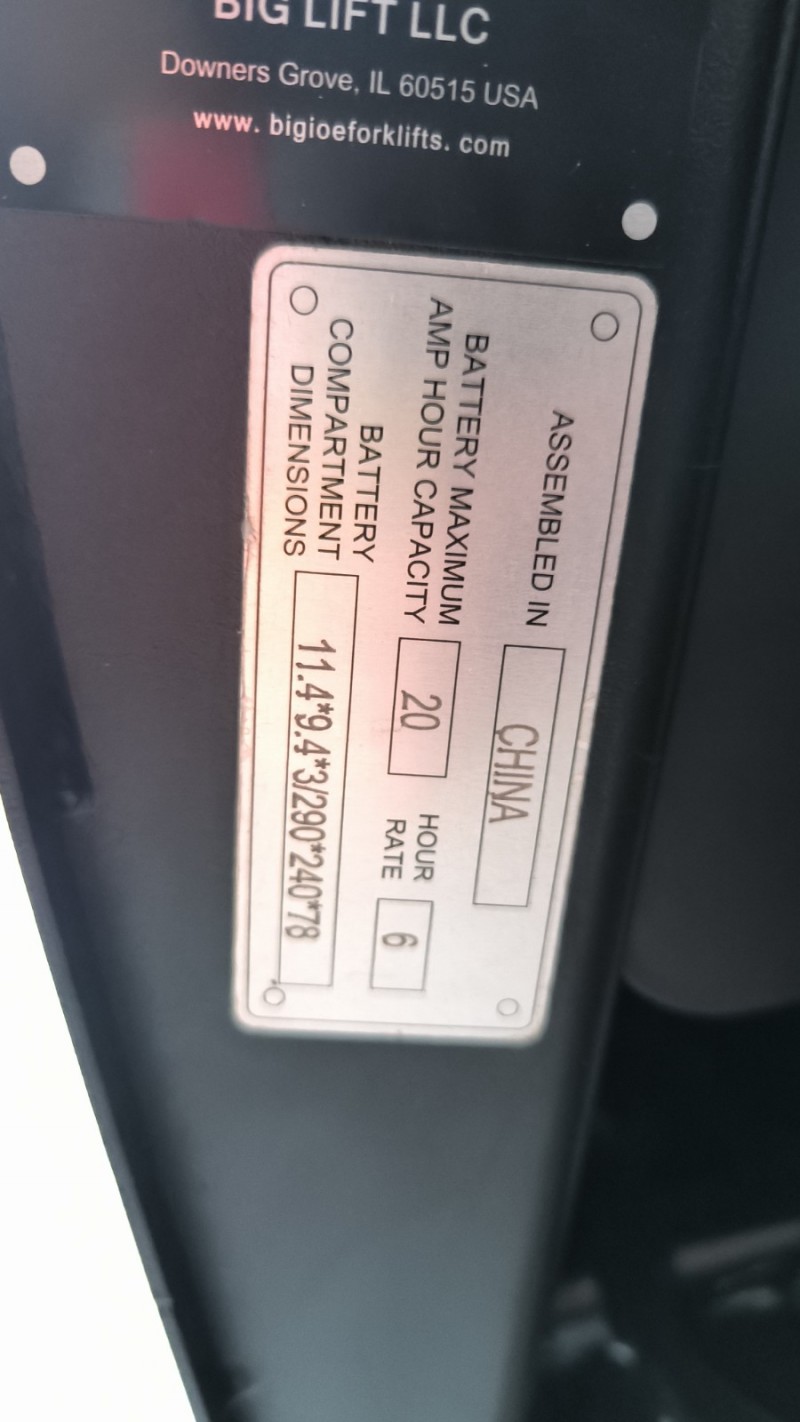 BIG LIFT LLC
Downers Grove, IL 60515 USA
www. bigioeforklifts. com
ASSEMBLED IN CHINA
BATTERY MAXIMUM
AMP HOUR CAPACITY 20 HOUR RATE 6
BATTERY
COMPARTMENT
DIMENSIONS 11.4*9.4*3/290*240*78